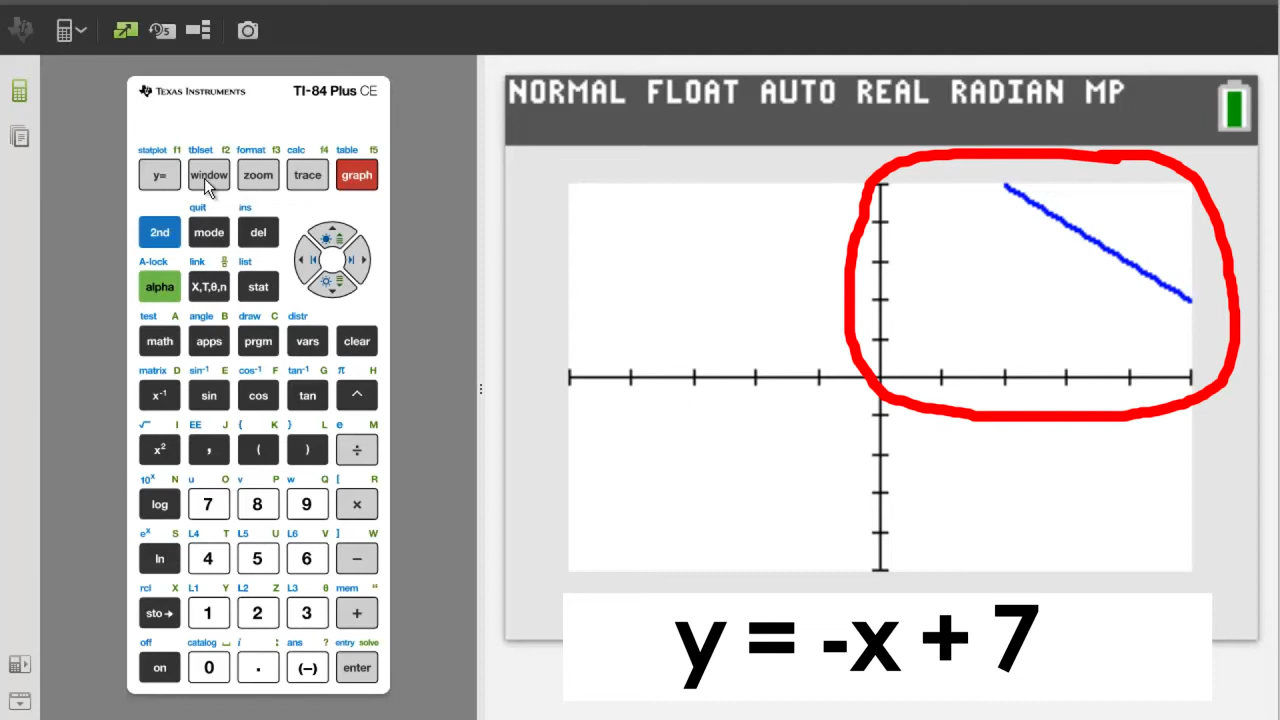 NORMAL FLOAT AUTO REAL RADIAN MP
TEXAS INSTRUMENTS TI-84 Plus CE
statplot f1 tblset f2 format f3 calc f4 table f5
y= window zoom trace graph
quit ins
2nd mode del
A-lock link list
alpha X,T,θ,n stat
test A angle B draw C distr
math apps prgm vars clear
matrix D sin⁻¹ E cos⁻¹ F tan⁻¹ G π H
x⁻¹ sin cos tan ^
√‾ I EE J { K } L e M
x² , ( ) ÷
10ˣ N u O v P w Q [ R
log 7 8 9 ×
eˣ S L4 T L5 U L6 V ] W
ln 4 5 6 −
rcl X L1 Y L2 Z L3 θ mem "
sto→ 1 2 3 +
off catalog i : ans ? entry solve
on 0 . (−) enter
y = -x + 7